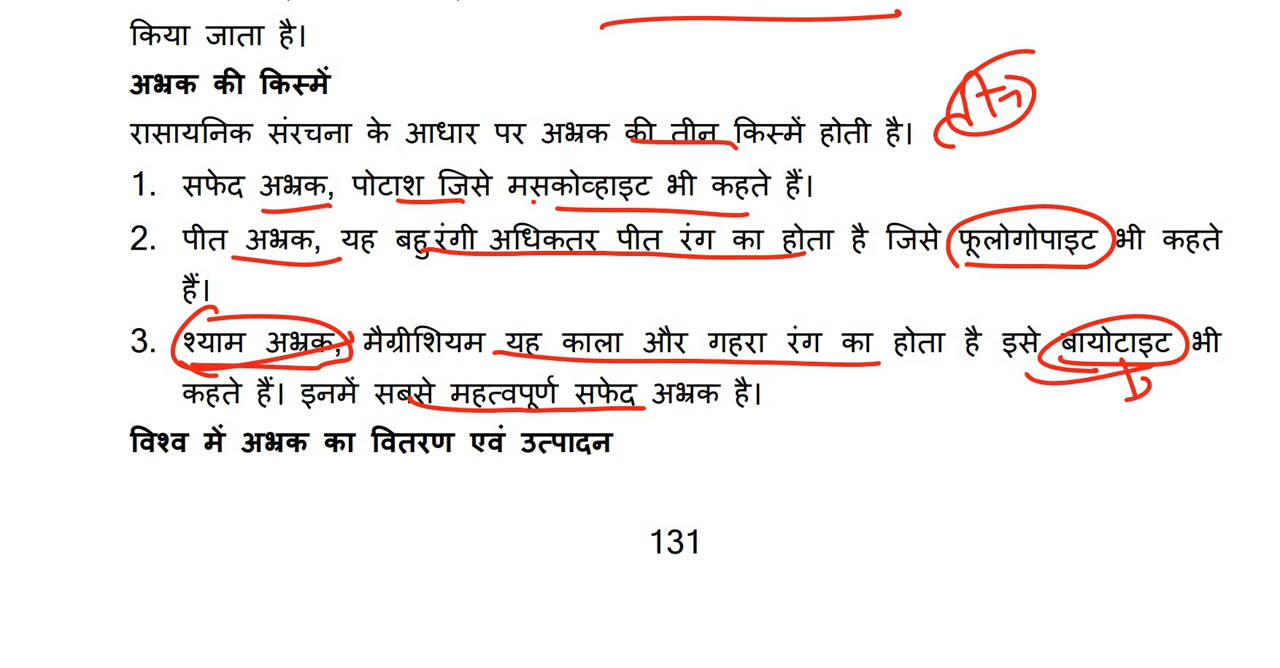 किया जाता है।
अभ्रक की किस्में
रासायनिक संरचना के आधार पर अभ्रक की तीन किस्में होती है।
1. सफेद अभ्रक, पोटाश जिसे मसकोव्हाइट भी कहते हैं।
2. पीत अभ्रक, यह बहुरंगी अधिकतर पीत रंग का होता है जिसे फूलोगोपाइट भी कहते
हैं।
3. श्याम अभ्रक, मैग्रीशियम यह काला और गहरा रंग का होता है इसे बायोटाइट भी
कहते हैं। इनमें सबसे महत्वपूर्ण सफेद अभ्रक है।
विश्व में अभ्रक का वितरण एवं उत्पादन
131